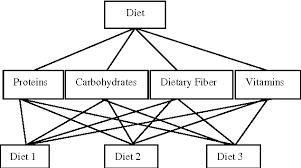 Diet
Proteins Carbohydrates Dietary Fiber Vitamins
Diet 1 Diet 2 Diet 3